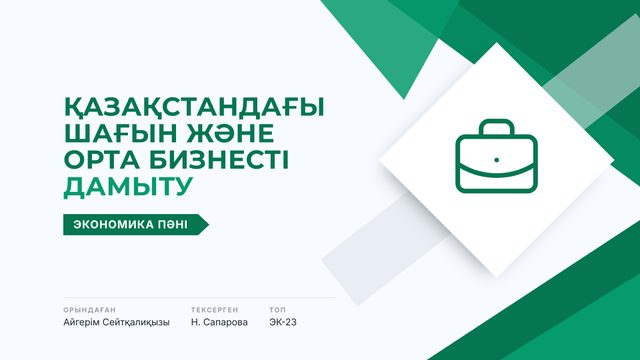 ҚАЗАҚСТАНДАҒЫ
ШАҒЫН ЖӘНЕ
ОРТА БИЗНЕСТІ
ДАМЫТУ
ЭКОНОМИКА ПӘНІ
ОРЫНДАҒАН
Айгерім Сейтқалиқызы
ТЕКСЕРГЕН
Н. Сапарова
ТОП
ЭК-23